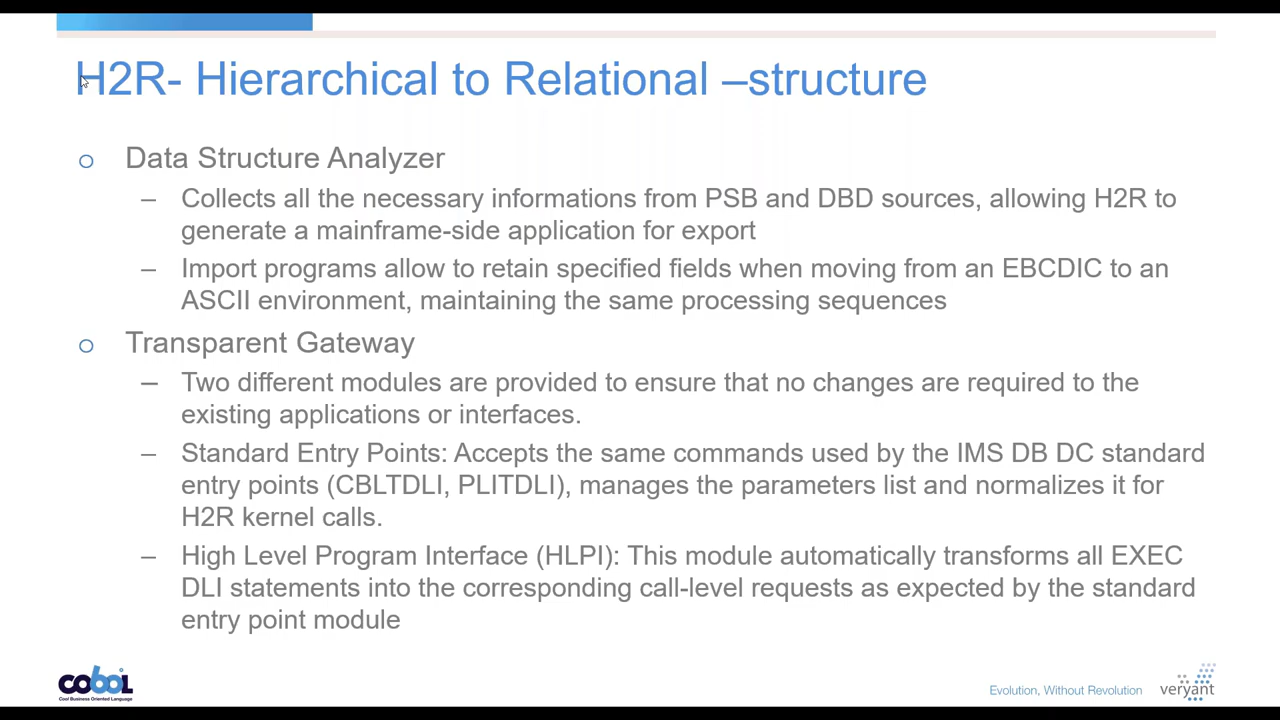 H2R- Hierarchical to Relational –structure
o Data Structure Analyzer
– Collects all the necessary informations from PSB and DBD sources, allowing H2R to
generate a mainframe-side application for export
– Import programs allow to retain specified fields when moving from an EBCDIC to an
ASCII environment, maintaining the same processing sequences
o Transparent Gateway
– Two different modules are provided to ensure that no changes are required to the
existing applications or interfaces.
– Standard Entry Points: Accepts the same commands used by the IMS DB DC standard
entry points (CBLTDLI, PLITDLI), manages the parameters list and normalizes it for
H2R kernel calls.
– High Level Program Interface (HLPI): This module automatically transforms all EXEC
DLI statements into the corresponding call-level requests as expected by the standard
entry point module
cobol
Cool Business Oriented Language
Evolution, Without Revolution
veryant